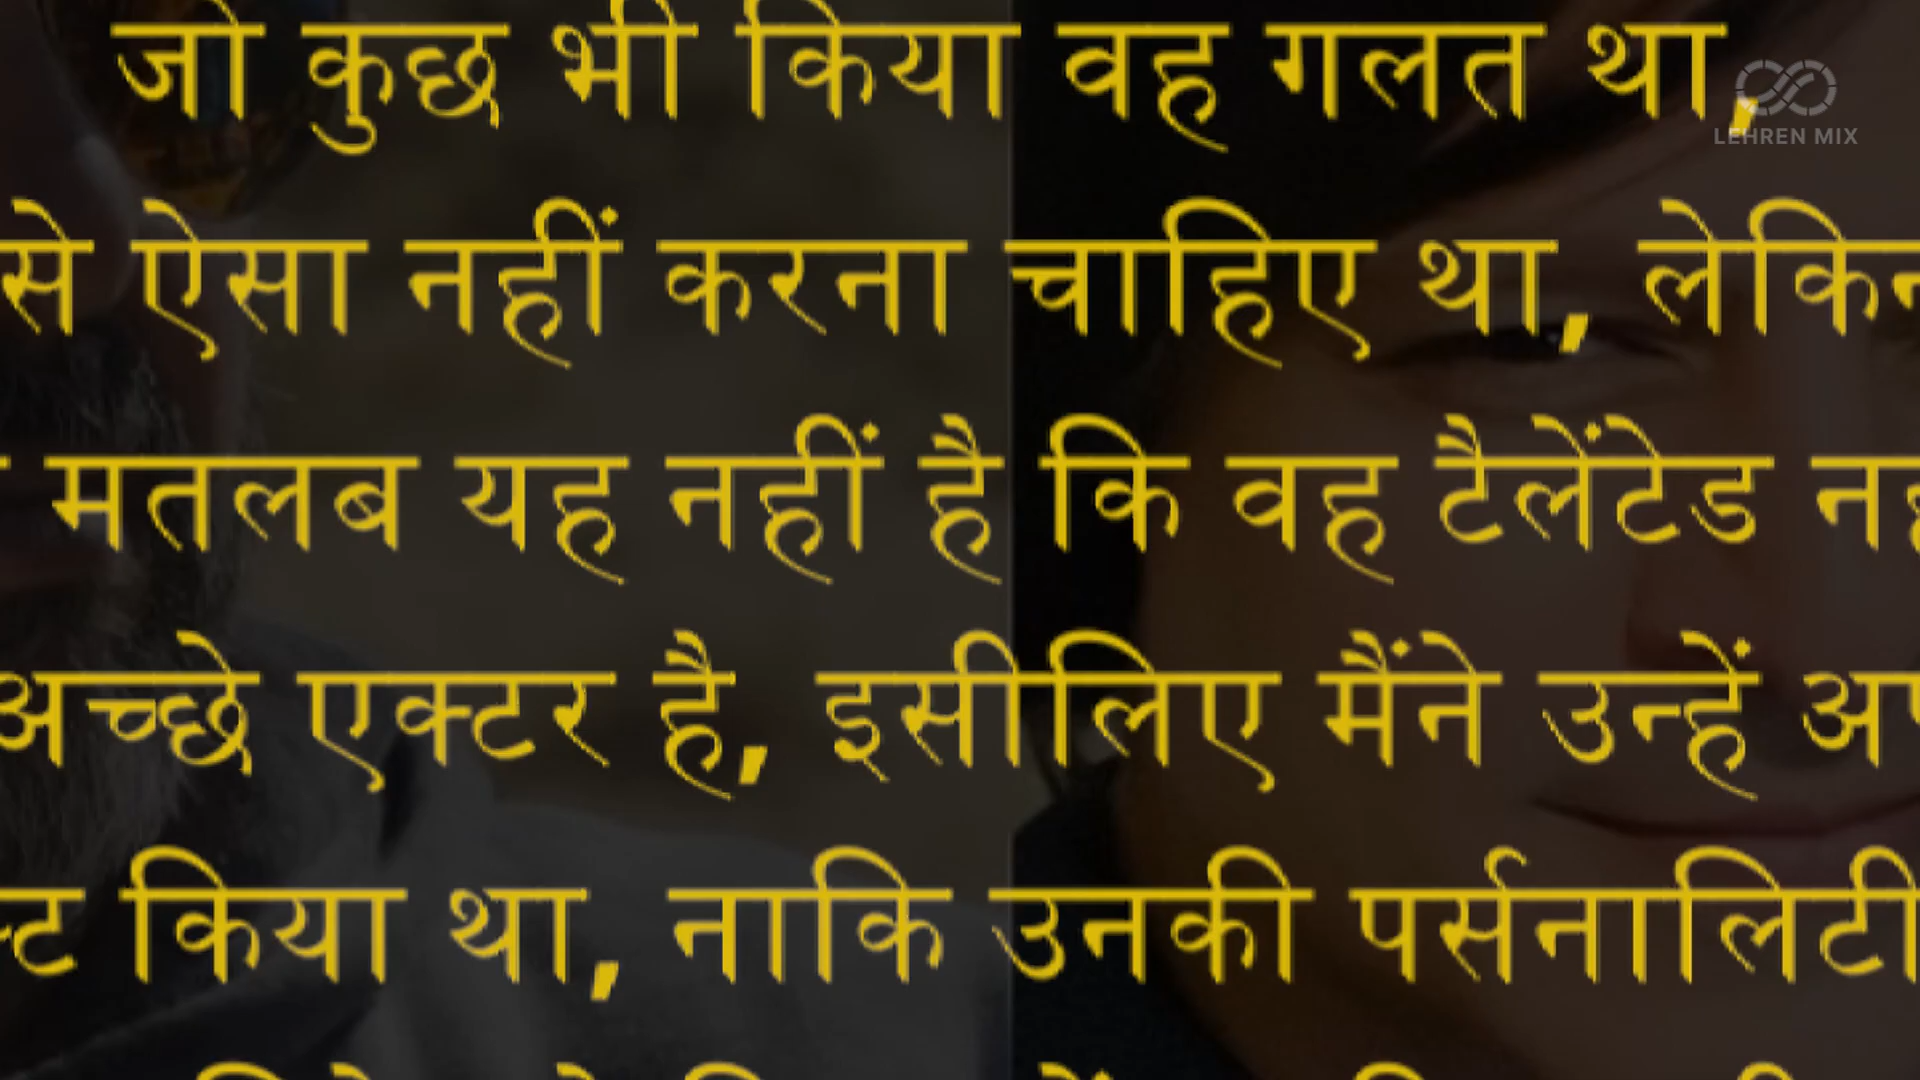 जो कुछ भी किया वह गलत था,
LEHREN MIX
से ऐसा नहीं करना चाहिए था, लेकिन
मतलब यह नहीं है कि वह टैलेंटेड
अच्छे एक्टर है, इसीलिए मैंने उन्हें
किया था, नाकि उनकी पर्सनालिटी